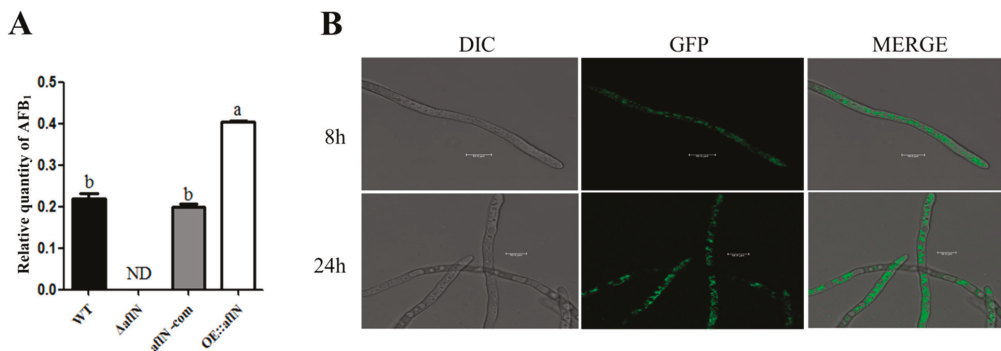 A
Relative quantity of AFB₁
0.5
0.4
0.3
0.2
0.1
0.0
b
ND
b
a
WT
ΔaflN
aflN-com
OE::aflN
B
DIC
GFP
MERGE
8h
24h